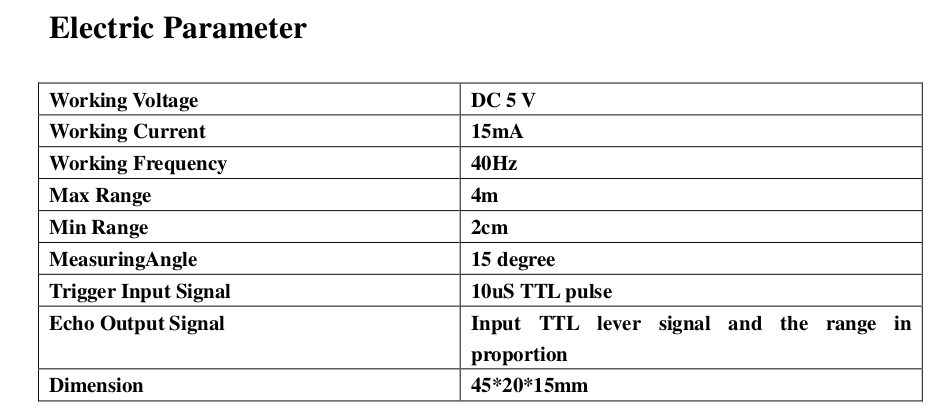 Electric Parameter
Working Voltage DC 5 V
Working Current 15mA
Working Frequency 40Hz
Max Range 4m
Min Range 2cm
MeasuringAngle 15 degree
Trigger Input Signal 10uS TTL pulse
Echo Output Signal Input TTL lever signal and the range in
proportion
Dimension 45*20*15mm